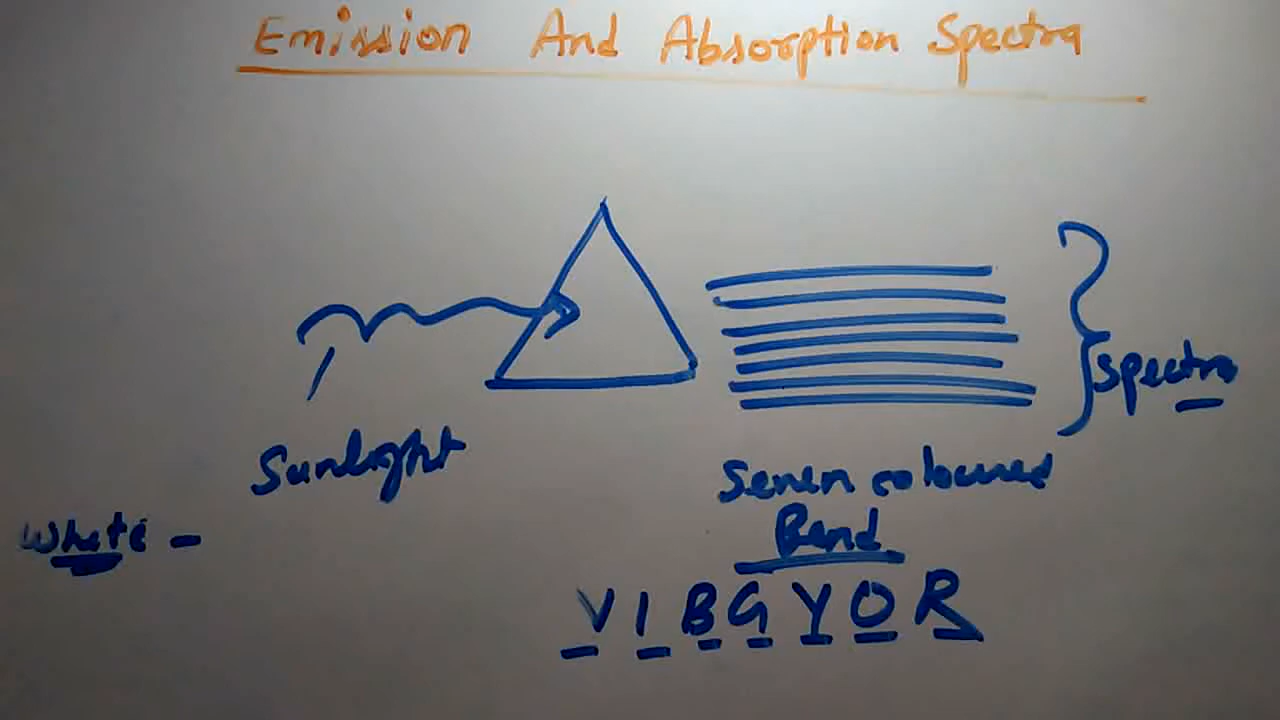 Emission And Absorption Spectra
Spectra
Sunlight
Seven coloured
Band
White -
V I B G Y O R